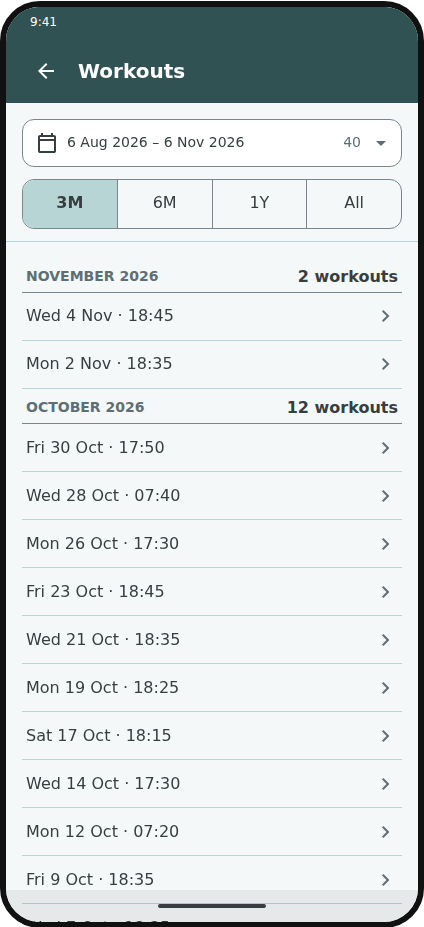 9:41
Workouts
6 Aug 2026 – 6 Nov 2026 40
3M 6M 1Y All
NOVEMBER 2026 2 workouts
Wed 4 Nov · 18:45
Mon 2 Nov · 18:35
OCTOBER 2026 12 workouts
Fri 30 Oct · 17:50
Wed 28 Oct · 07:40
Mon 26 Oct · 17:30
Fri 23 Oct · 18:45
Wed 21 Oct · 18:35
Mon 19 Oct · 18:25
Sat 17 Oct · 18:15
Wed 14 Oct · 17:30
Mon 12 Oct · 07:20
Fri 9 Oct · 18:35